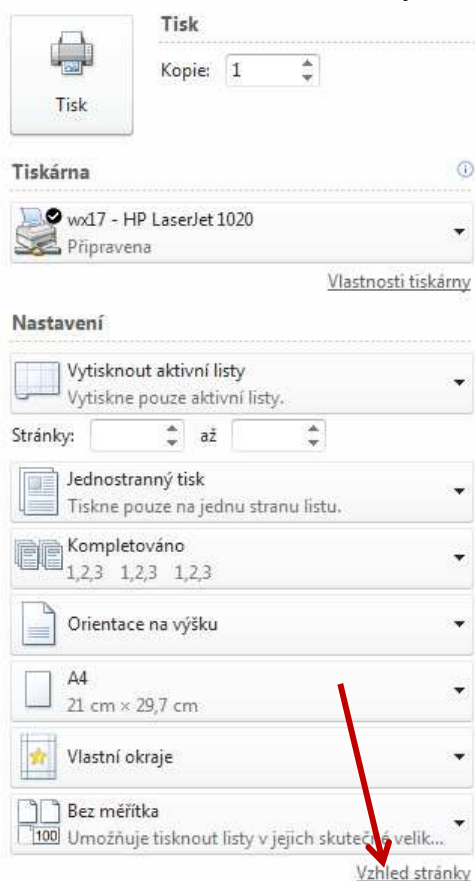 Tisk
Kopie: 1
Tisk
Tiskárna
wx17 - HP LaserJet 1020
Připravena
Vlastnosti tiskárny
Nastavení
Vytisknout aktivní listy
Vytiskne pouze aktivní listy.
Stránky: až
Jednostranný tisk
Tiskne pouze na jednu stranu listu.
Kompletováno
1,2,3 1,2,3 1,2,3
Orientace na výšku
A4
21 cm × 29,7 cm
Vlastní okraje
Bez měřítka
100 Umožňuje tisknout listy v jejich skutečné velik...
Vzhled stránky